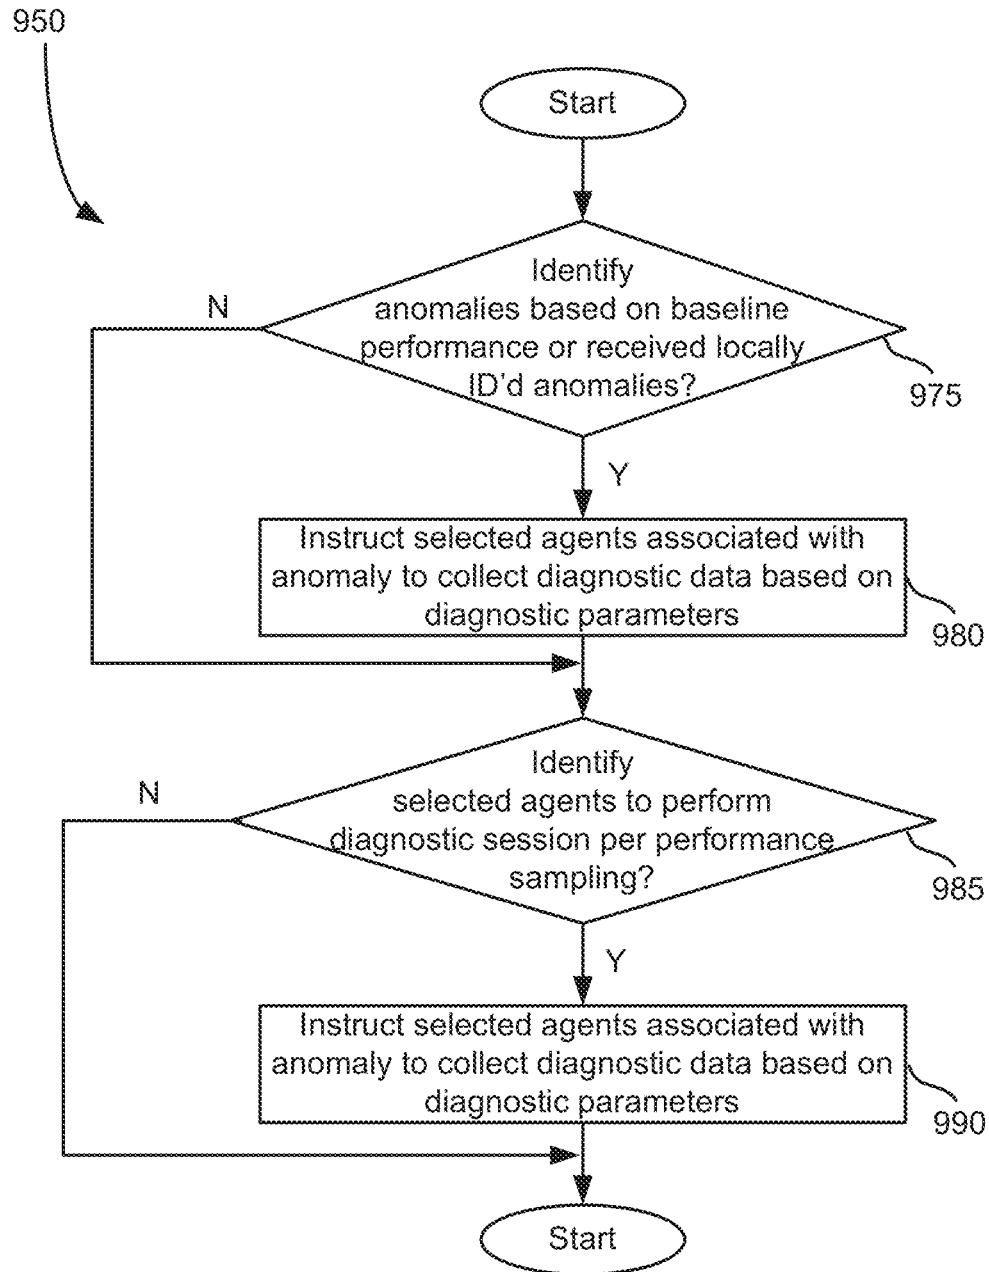 950
Start
Identify
anomalies based on baseline
performance or received locally
ID'd anomalies?
N
975
Y
Instruct selected agents associated with
anomaly to collect diagnostic data based on
diagnostic parameters
980
Identify
selected agents to perform
diagnostic session per performance
sampling?
N
985
Y
Instruct selected agents associated with
anomaly to collect diagnostic data based on
diagnostic parameters
990
Start